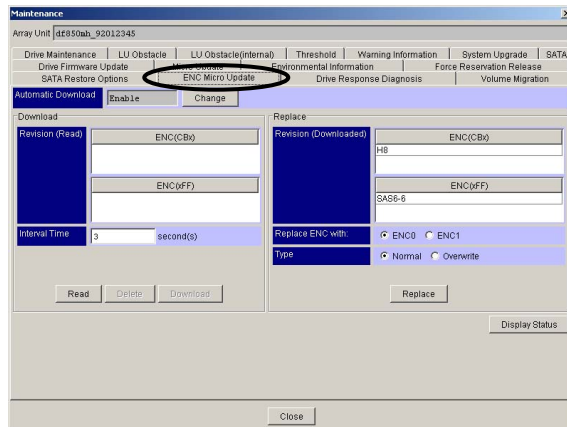 Maintenance
Array Unit df850mh_92012345
Drive Maintenance LU Obstacle LU Obstacle(internal) Threshold Warning Information System Upgrade SATA
Drive Firmware Update Micro Update Environmental Information Force Reservation Release
SATA Restore Options ENC Micro Update Drive Response Diagnosis Volume Migration
Automatic Download Enable Change
Download Replace
Revision (Read) ENC(CBx) Revision (Downloaded) ENC(CBx)
H8
ENC(xFF) ENC(xFF)
SAS6-6
Interval Time 3 second(s) Replace ENC with: ENC0 ENC1
Type Normal Overwrite
Read Delete Download Replace
Display Status
Close